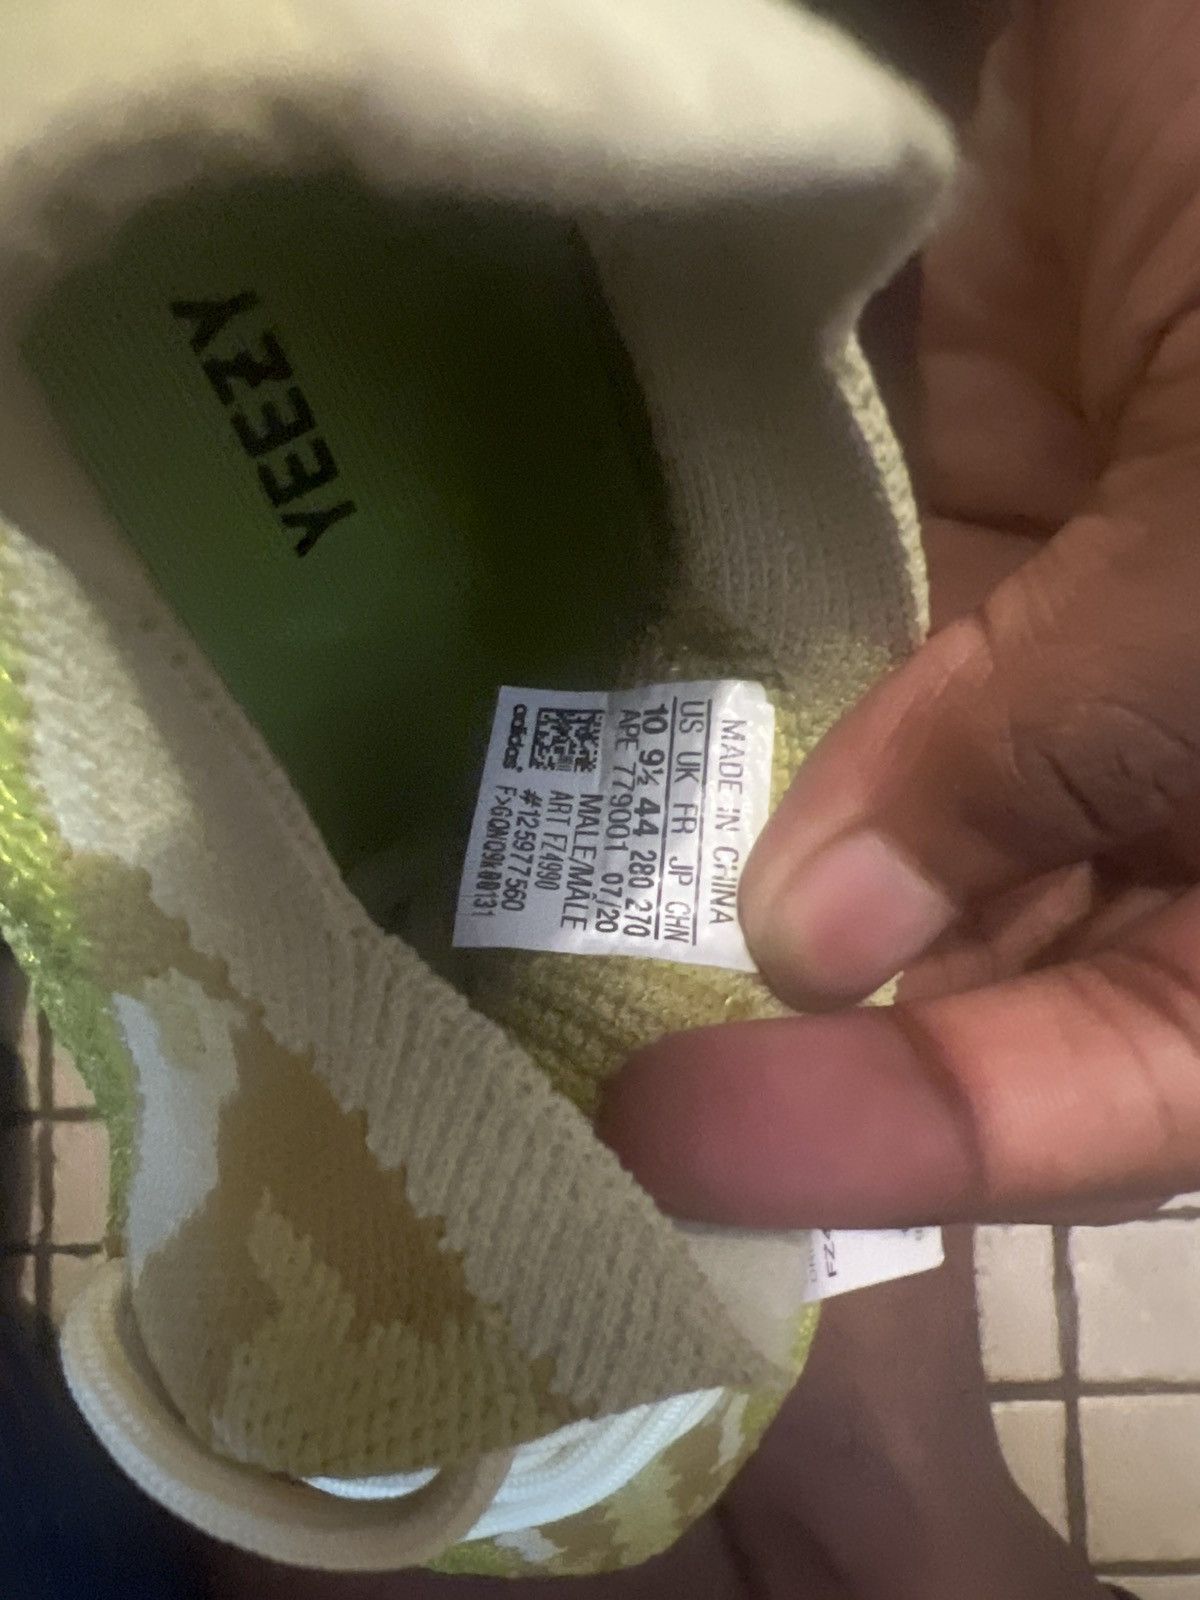 YEEZY
MADE IN CHINA
US UK FR JP CHN
10 9½ 44 280 270
APE 779001 07/20
MALE/MALE
ART FZ4990
#125977560
adidas